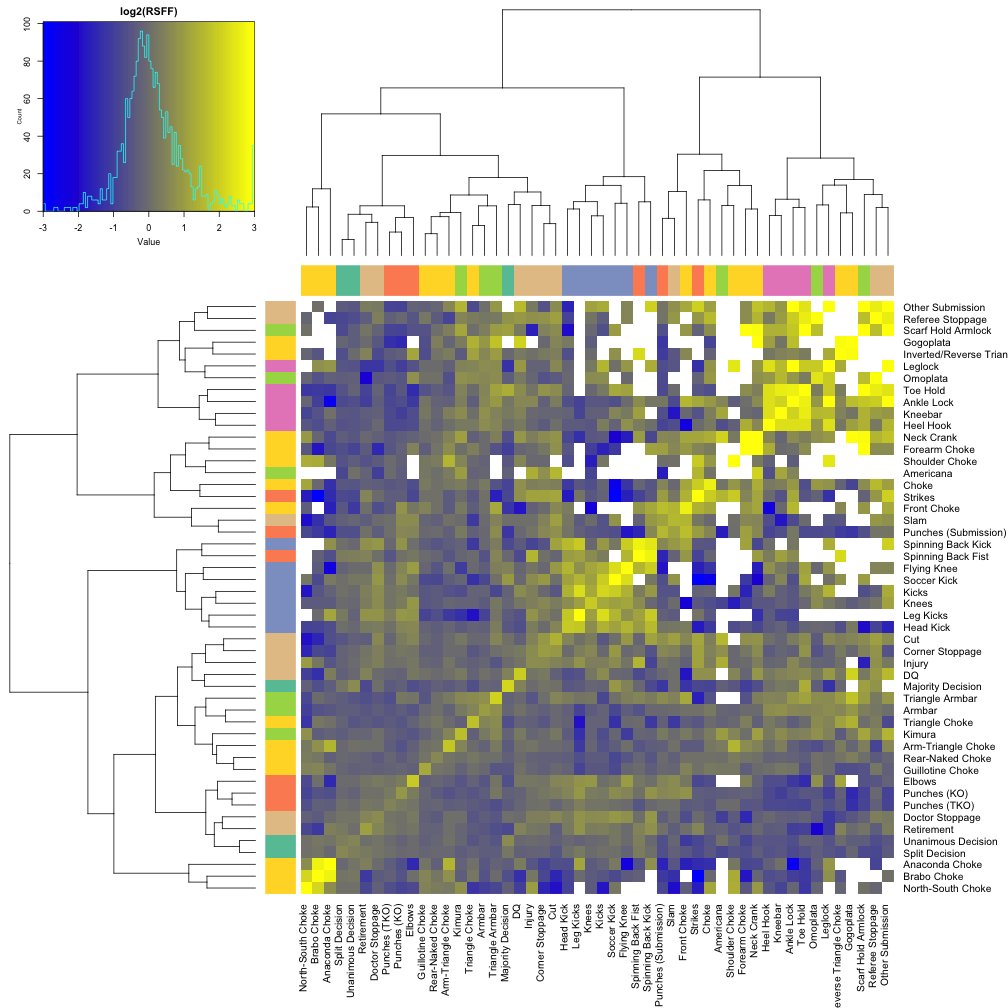 log2(RSFF)
Count
0
20
40
60
80
100
-3
-2
-1
0
1
2
3
Value
Other Submission
Referee Stoppage
Scarf Hold Armlock
Gogoplata
Inverted/Reverse Trian
Leglock
Omoplata
Toe Hold
Ankle Lock
Kneebar
Heel Hook
Neck Crank
Forearm Choke
Shoulder Choke
Americana
Choke
Strikes
Front Choke
Slam
Punches (Submission)
Spinning Back Kick
Spinning Back Fist
Flying Knee
Soccer Kick
Kicks
Knees
Leg Kicks
Head Kick
Cut
Corner Stoppage
Injury
DQ
Majority Decision
Triangle Armbar
Armbar
Triangle Choke
Kimura
Arm-Triangle Choke
Rear-Naked Choke
Guillotine Choke
Elbows
Punches (KO)
Punches (TKO)
Doctor Stoppage
Retirement
Unanimous Decision
Split Decision
Anaconda Choke
Brabo Choke
North-South Choke
North-South Choke
Brabo Choke
Anaconda Choke
Split Decision
Unanimous Decision
Retirement
Doctor Stoppage
Punches (TKO)
Punches (KO)
Elbows
Guillotine Choke
Rear-Naked Choke
Arm-Triangle Choke
Kimura
Triangle Choke
Armbar
Triangle Armbar
Majority Decision
DQ
Injury
Corner Stoppage
Cut
Head Kick
Leg Kicks
Knees
Kicks
Soccer Kick
Flying Knee
Spinning Back Fist
Spinning Back Kick
Punches (Submission)
Slam
Front Choke
Strikes
Choke
Americana
Shoulder Choke
Forearm Choke
Neck Crank
Heel Hook
Kneebar
Ankle Lock
Toe Hold
Omoplata
Leglock
everse Triangle Choke
Gogoplata
Scarf Hold Armlock
Referee Stoppage
Other Submission